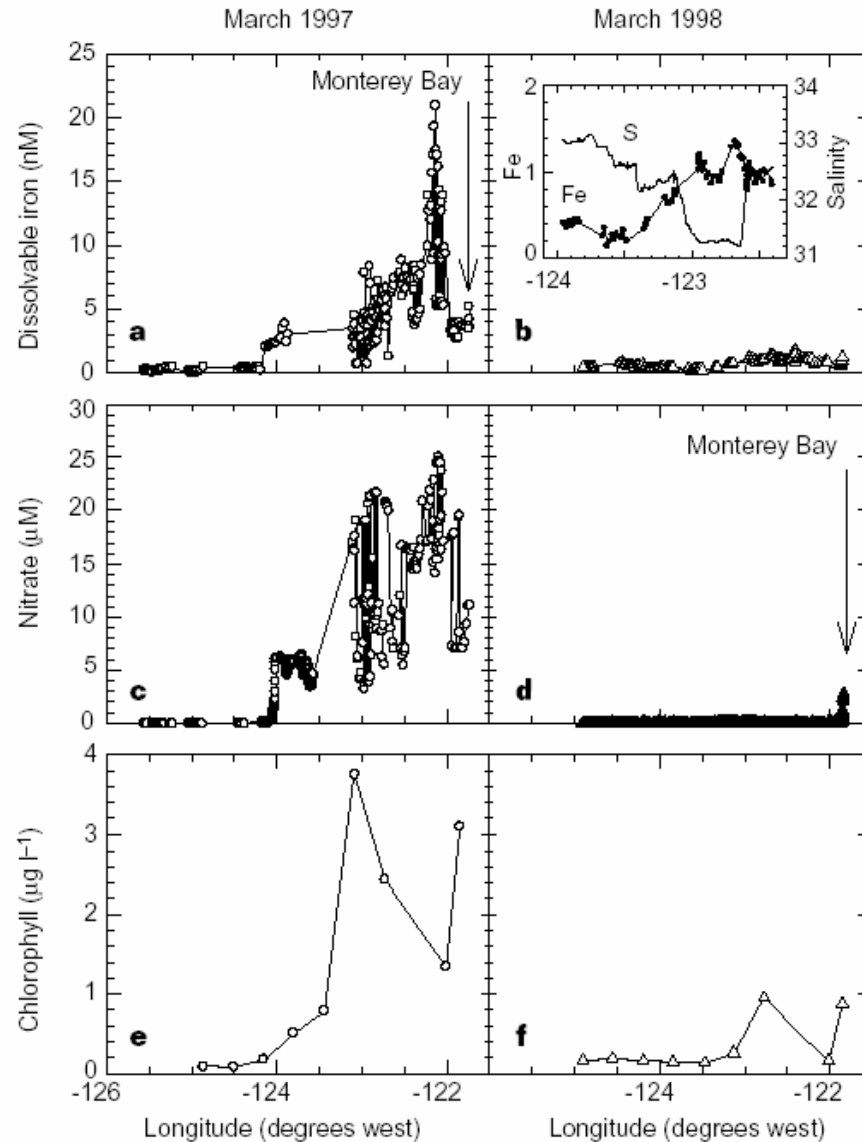 March 1997
March 1998
Dissolvable iron (nM)
25
20
15
10
5
0
Monterey Bay
a
Fe
2
1
0
S
Fe
34
33
32
31
Salinity
-124
-123
b
Nitrate (µM)
30
25
20
15
10
5
0
c
Monterey Bay
d
Chlorophyll (µg l⁻¹)
4
3
2
1
0
e
f
-126
-124
-122
-124
-122
Longitude (degrees west)
Longitude (degrees west)